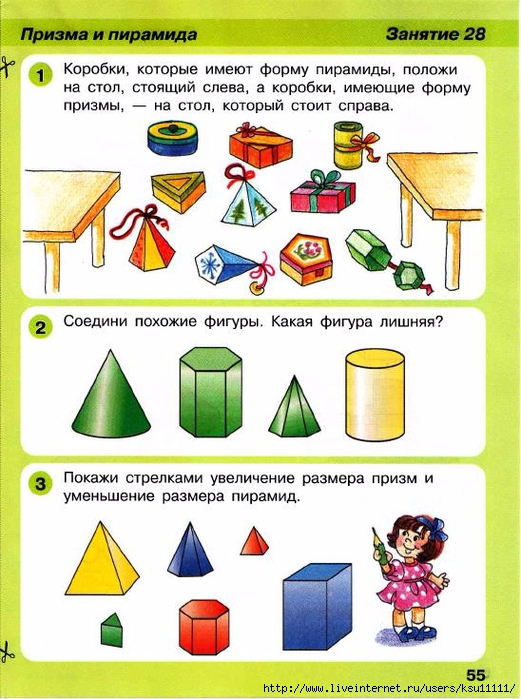 Призма и пирамида
Занятие 28
1
Коробки, которые имеют форму пирамиды, положи
на стол, стоящий слева, а коробки, имеющие форму
призмы, — на стол, который стоит справа.
2
Соедини похожие фигуры. Какая фигура лишняя?
3
Покажи стрелками увеличение размера призм и
уменьшение размера пирамид.
55
http://www.liveinternet.ru/users/ksu11111/